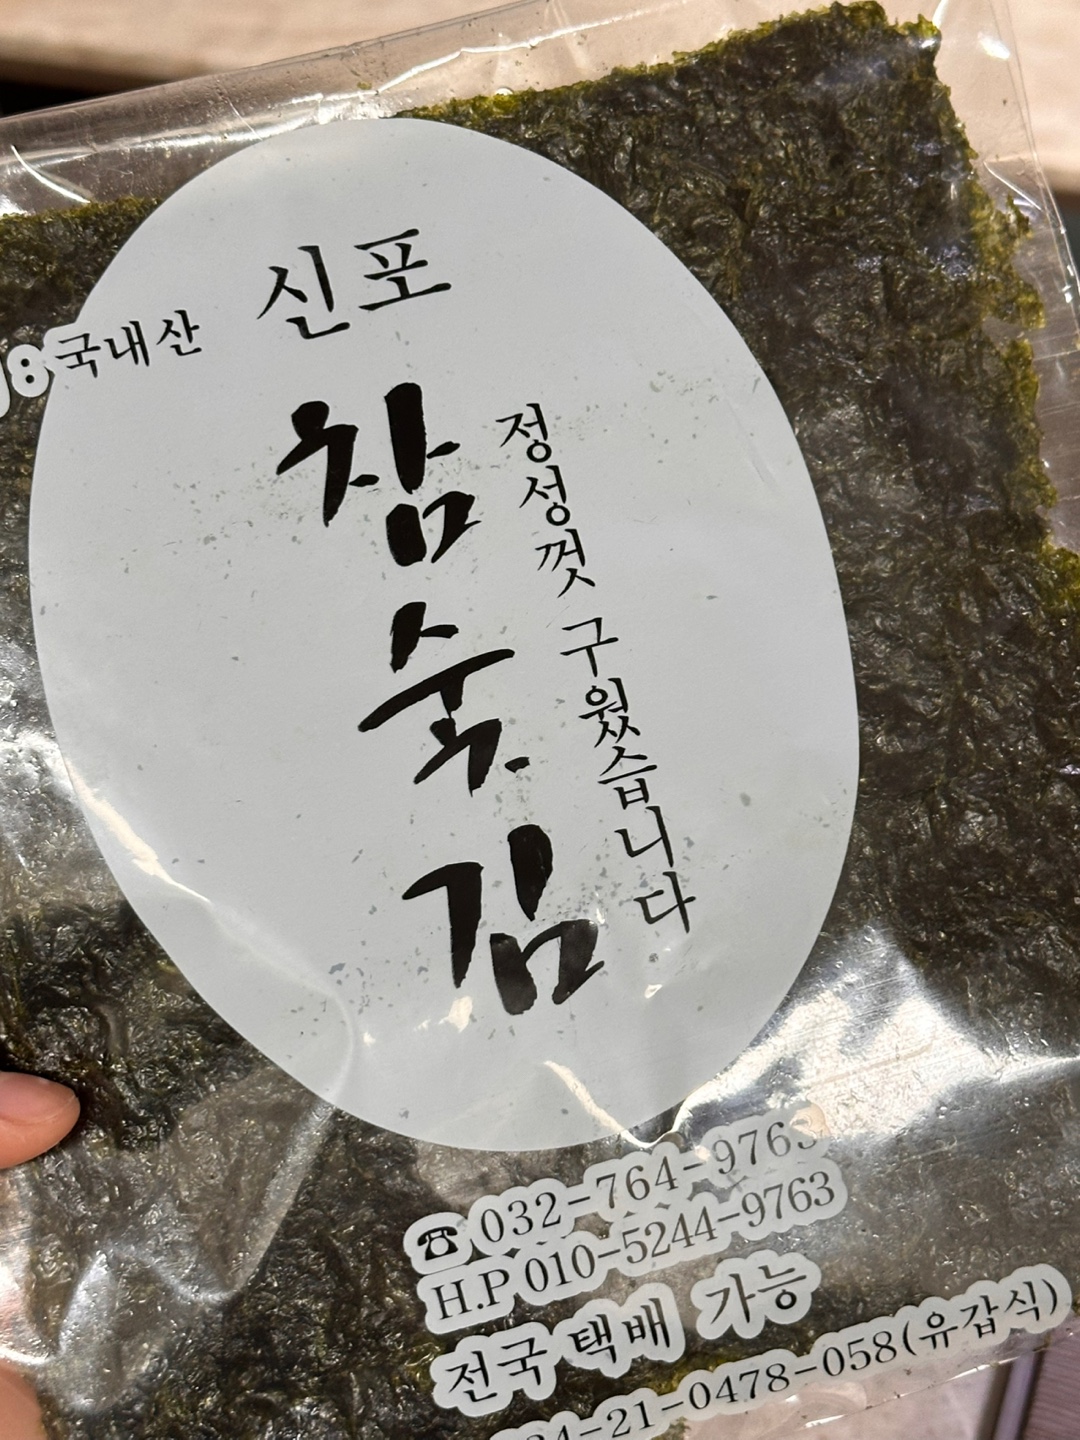 신포
국내산
참
숯
김
정성껏 구웠습니다
☎ 032-764-9763
H.P 010-5244-9763
전국 택배 가능
4-21-0478-058(유갑식)